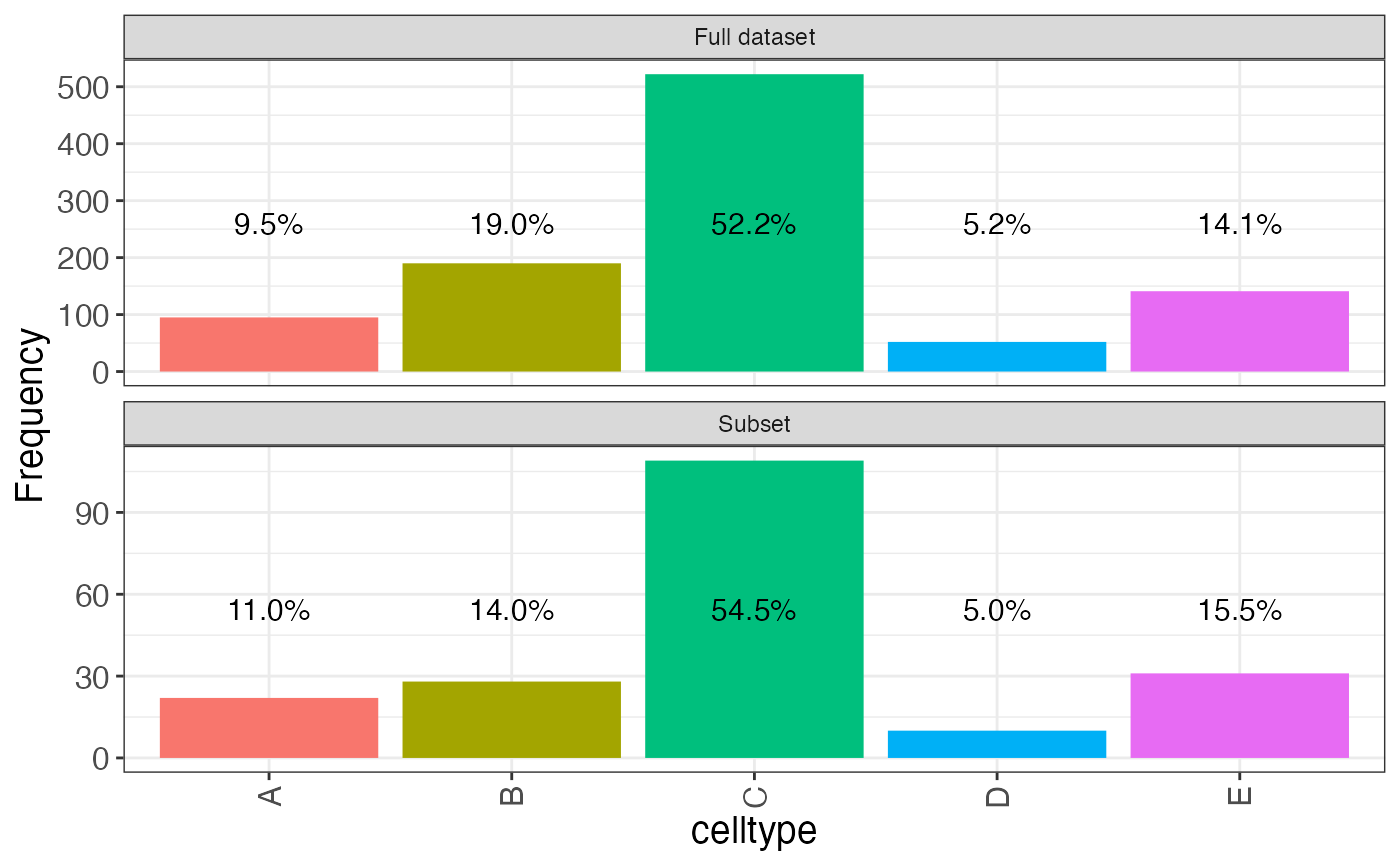 Full dataset
500
400
300
200
100
0
9.5% 19.0% 52.2% 5.2% 14.1%
Frequency
Subset
90
60
30
0
11.0% 14.0% 54.5% 5.0% 15.5%
A B C D E
celltype